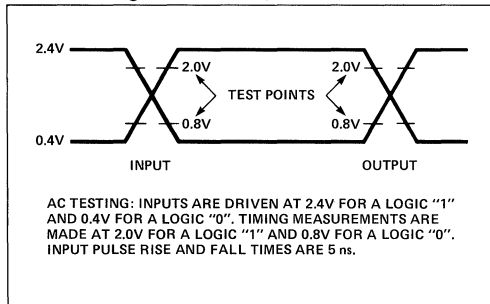 2.4V
2.0V
2.0V
TEST POINTS
0.8V
0.8V
0.4V
INPUT
OUTPUT
AC TESTING: INPUTS ARE DRIVEN AT 2.4V FOR A LOGIC "1"
AND 0.4V FOR A LOGIC "0". TIMING MEASUREMENTS ARE
MADE AT 2.0V FOR A LOGIC "1" AND 0.8V FOR A LOGIC "0".
INPUT PULSE RISE AND FALL TIMES ARE 5 ns.